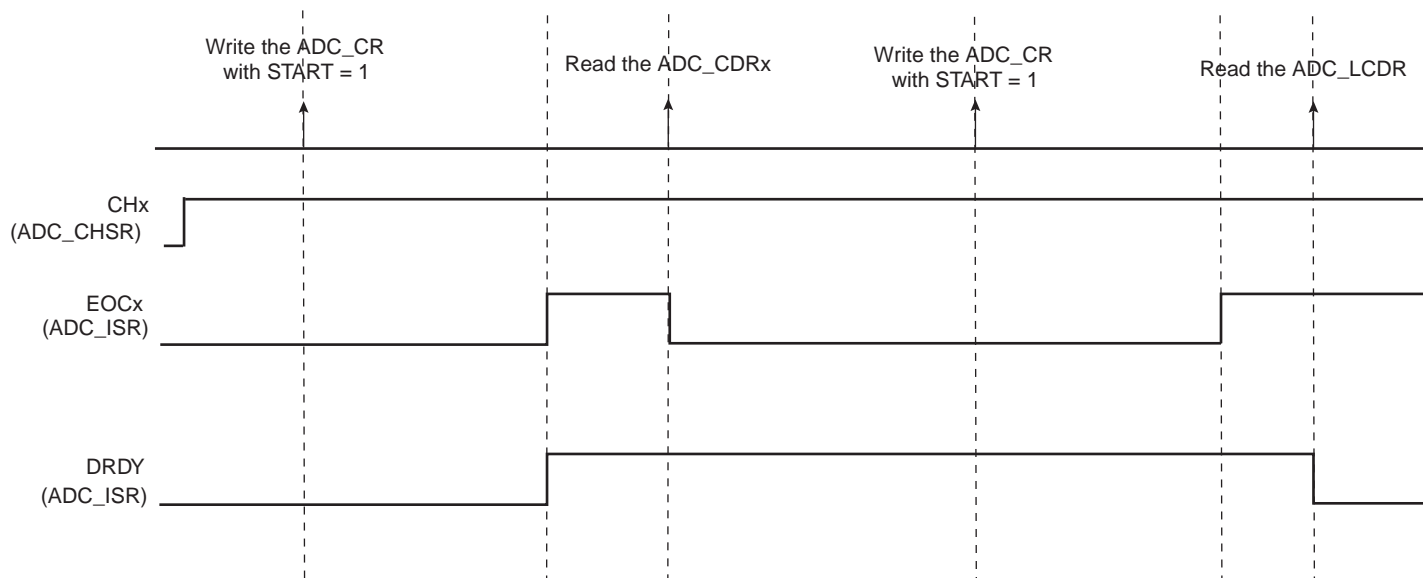 Write the ADC_CR
with START = 1
Read the ADC_CDRx
Write the ADC_CR
with START = 1
Read the ADC_LCDR
CHx
(ADC_CHSR)
EOCx
(ADC_ISR)
DRDY
(ADC_ISR)